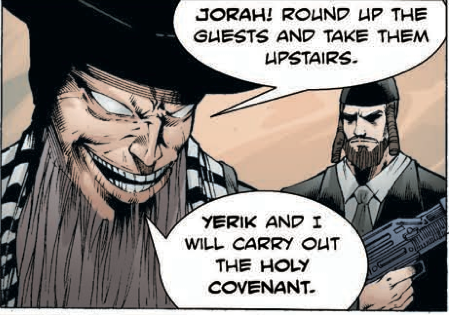 JORAH! ROUND UP THE
GUESTS AND TAKE THEM
UPSTAIRS.
YERIK AND I
WILL CARRY OUT
THE HOLY
COVENANT.